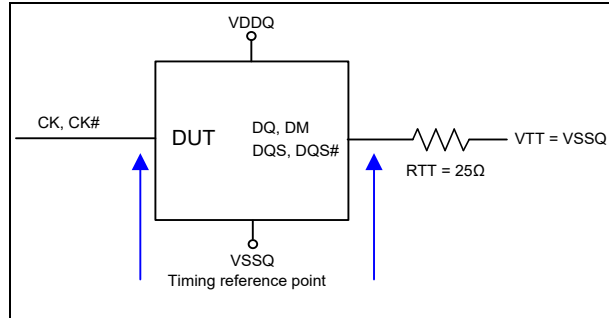 VDDQ
CK, CK#
DUT
DQ, DM
DQS, DQS#
VTT = VSSQ
RTT = 25Ω
VSSQ
Timing reference point